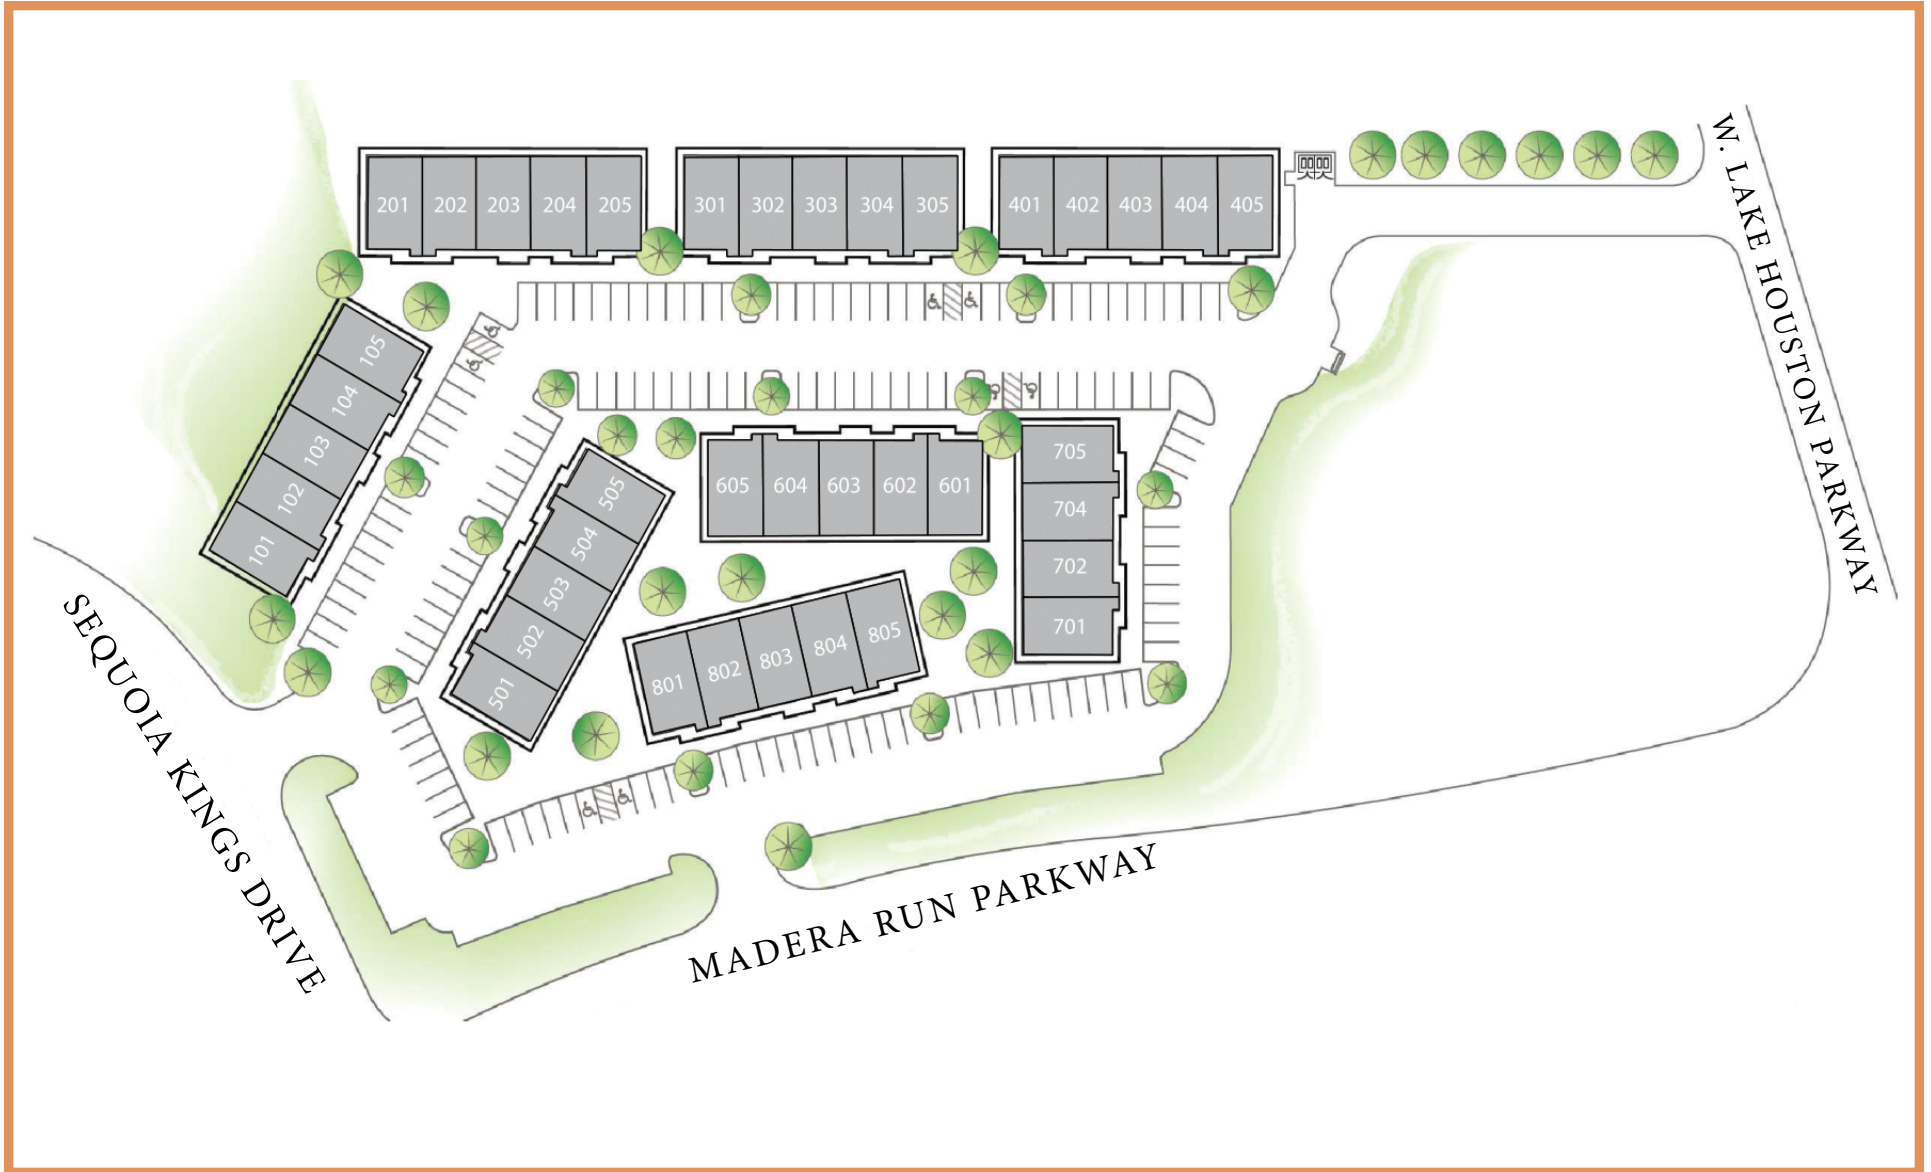 201 202 203 204 205
301 302 303 304 305
401 402 403 404 405
W. LAKE HOUSTON PARKWAY
105
104
103
102
101
505
504
503
502
501
605 604 603 602 601
705
704
702
701
801 802 803 804 805
SEQUOIA KINGS DRIVE
MADERA RUN PARKWAY